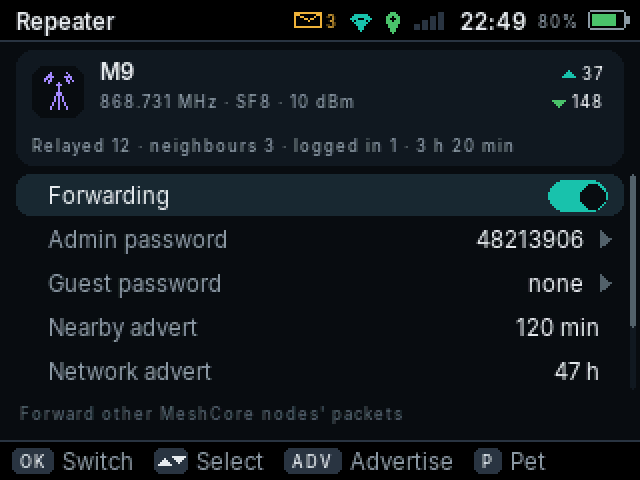 Repeater 3 22:49 80%
M9 37
868.731 MHz · SF8 · 10 dBm 148
Relayed 12 · neighbours 3 · logged in 1 · 3 h 20 min
Forwarding
Admin password 48213906
Guest password none
Nearby advert 120 min
Network advert 47 h
Forward other MeshCore nodes' packets
OK Switch Select ADV Advertise P Pet